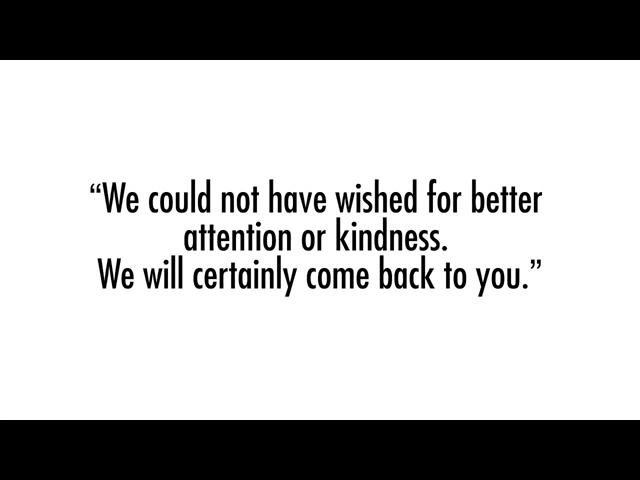 “We could not have wished for better
attention or kindness.
We will certainly come back to you.”